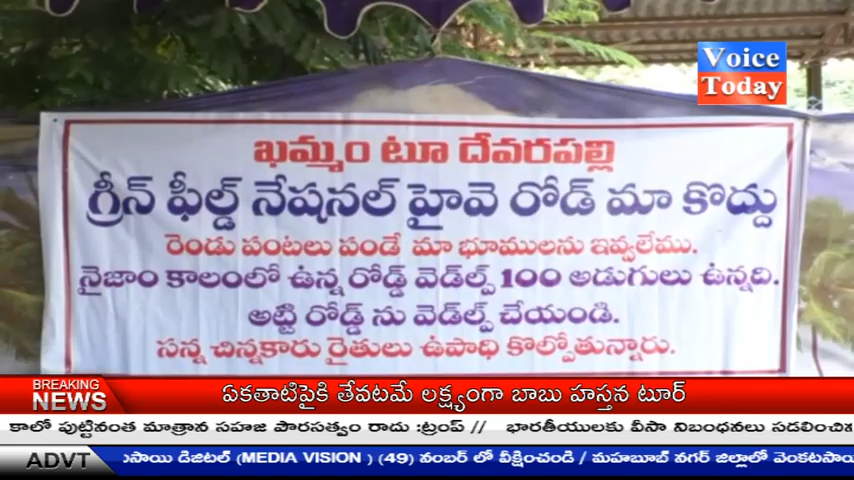 Voice
Today
ఖమ్మం టూ దేవరపల్లి
గ్రీన్ ఫీల్డ్ నేషనల్ హైవె రోడ్ మా కొద్దు
రెండు పంటలు పండే మా భూములను ఇవ్వలేము.
నైజాం కాలంలో ఉన్న రోడ్డ్ వెడ్‌ల్ప్ 100 అడుగులు ఉన్నది.
అట్టి రోడ్డ్ ను వెడ్‌ల్ప్ చేయండి.
సన్న చిన్నకారు రైతులు ఉపాధి కొల్పోతున్నారు.
BREAKING
NEWS
ఏకతాటిపైకి తేవటమే లక్ష్యంగా బాబు హస్తన టూర్
కాలో పుట్టినంత మాత్రాన సహజ పౌరసత్వం రాదు :ట్రంప్ // భారతీయులకు వీసా నిబంధనలు సడలించిన
ADVT
సాయి డిజిటల్ (MEDIA VISION ) (49) నంబర్ లో వీక్షించండి / మహబూబ్ నగర్ జిల్లాలో వెంకటసాయి